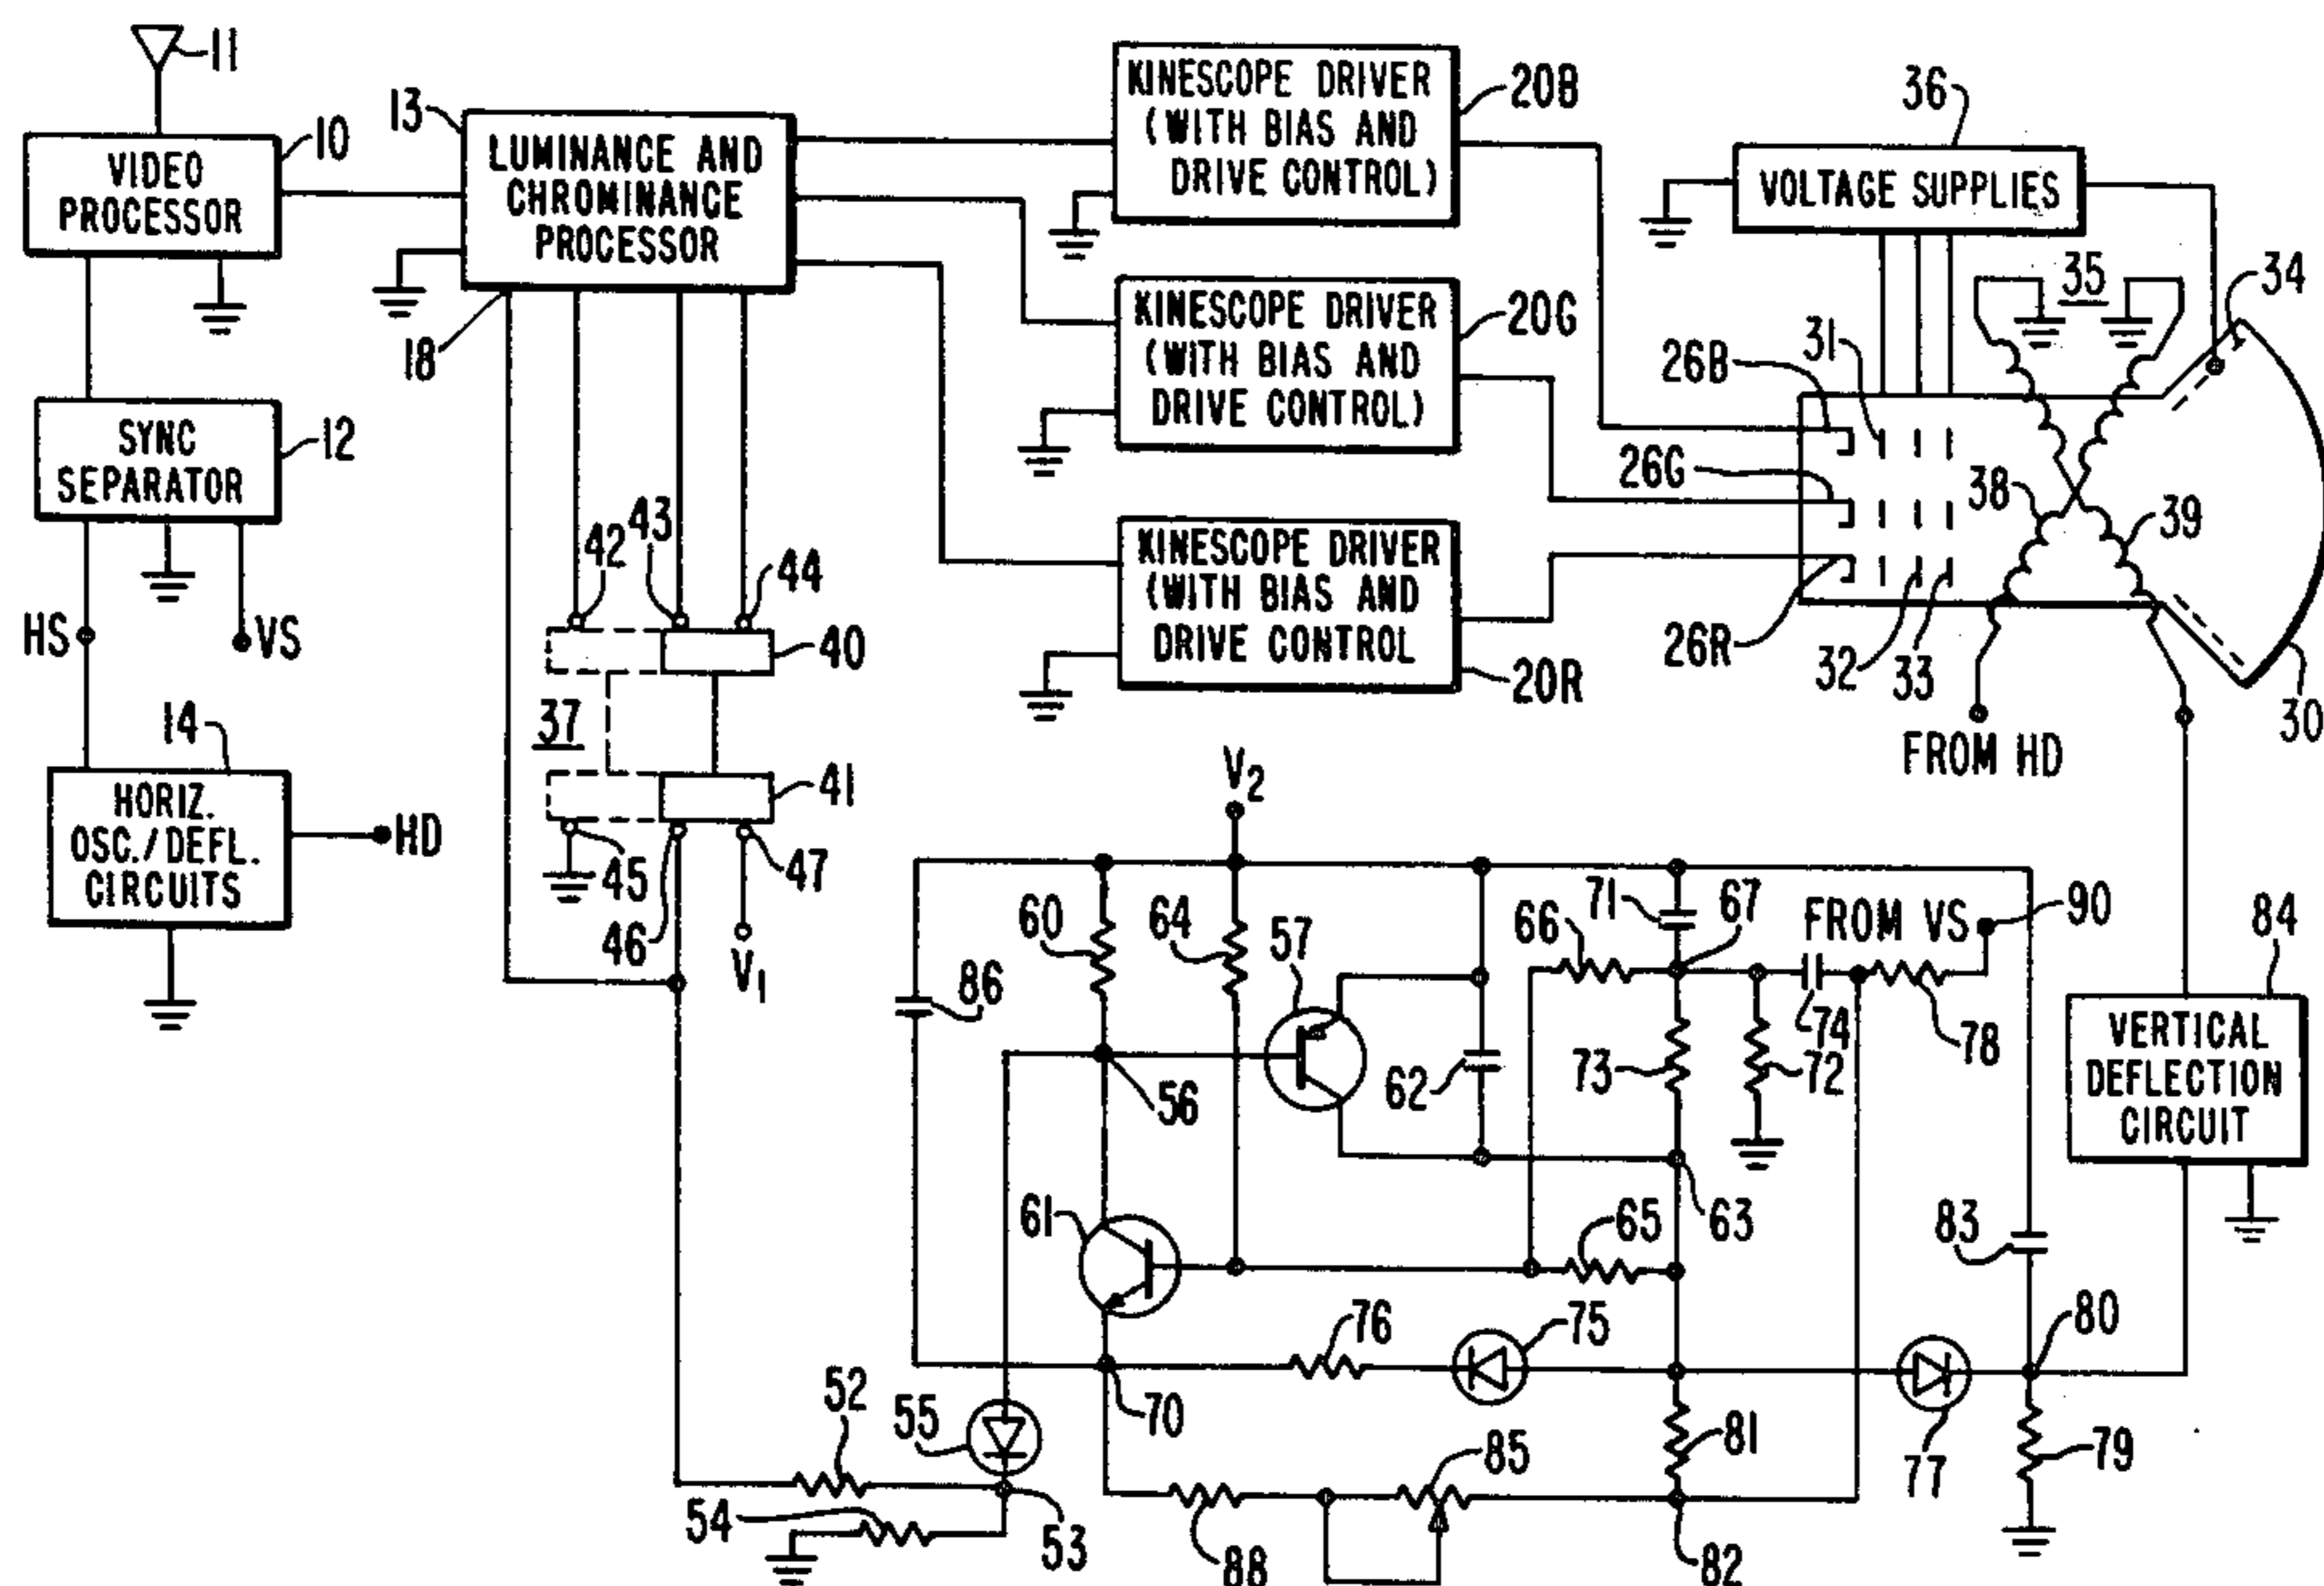 11
10
VIDEO
PROCESSOR
13
LUMINANCE AND
CHROMINANCE
PROCESSOR
18
KINESCOPE DRIVER
(WITH BIAS AND
DRIVE CONTROL)
20B
KINESCOPE DRIVER
(WITH BIAS AND
DRIVE CONTROL)
20G
KINESCOPE DRIVER
(WITH BIAS AND
DRIVE CONTROL
20R
36
VOLTAGE SUPPLIES
35
34
31
26B
26G
26R
38
39
32
33
30
FROM HD
SYNC
SEPARATOR
12
HS
VS
14
HORIZ.
OSC./DEFL.
CIRCUITS
HD
42
43
44
40
37
41
45
46
47
V1
V2
60
64
57
66
71
67
FROM VS
90
84
86
56
62
73
74
72
78
VERTICAL
DEFLECTION
CIRCUIT
61
65
63
83
76
75
80
52
55
70
85
81
77
79
54
53
88
82